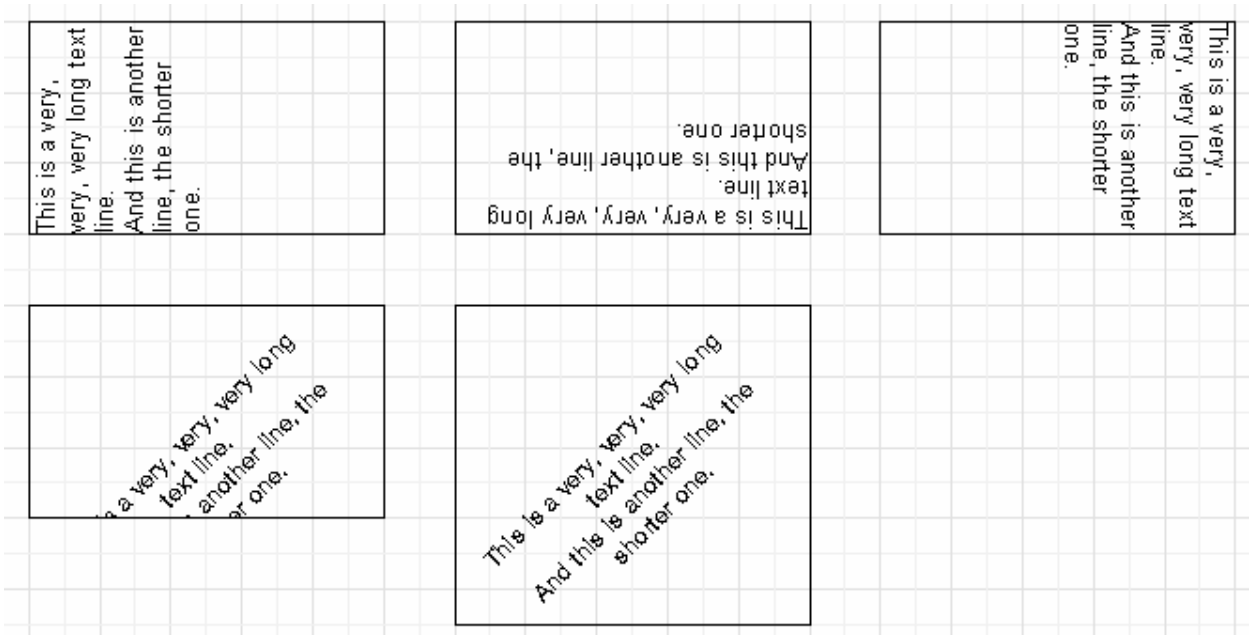 This is a very,
very, very long text
line.
And this is another
line, the shorter
one.
This is a very, very, very long
text line.
And this is another line, the
shorter one.
This is a very,
very, very long text
line.
And this is another
line, the shorter
one.
is a very, very, very long
text line.
another line, the
er one.
This is a very, very, very long
text line.
And this is another line, the
shorter one.